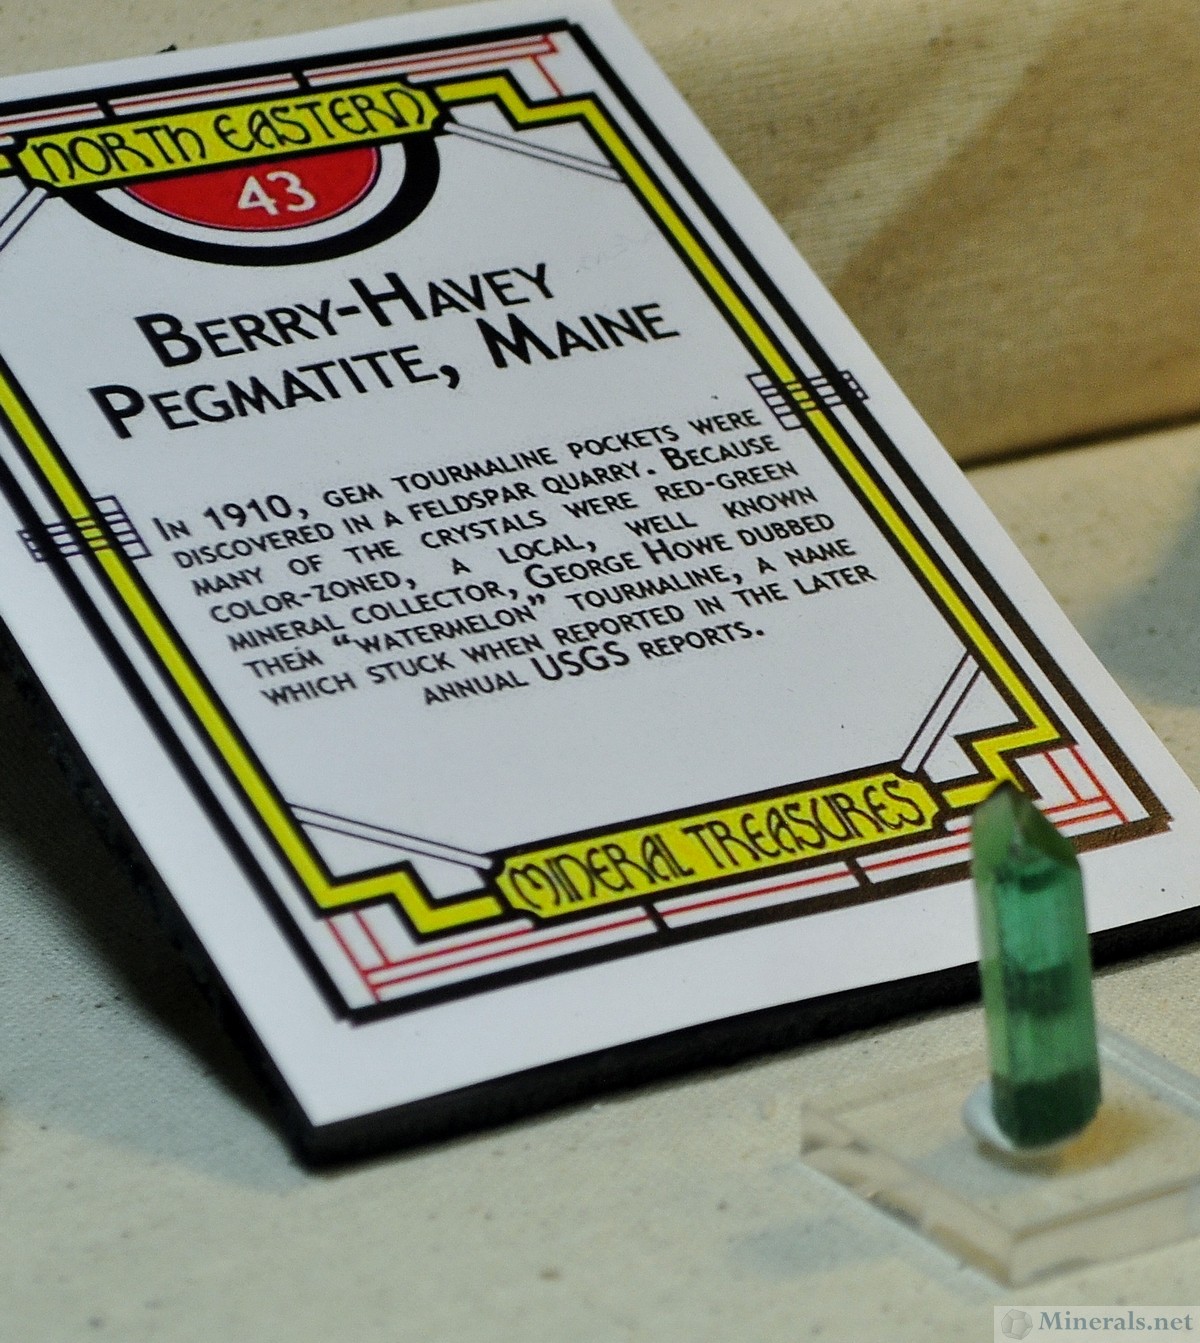 NORTH EASTERN
43
BERRY-HAVEY
PEGMATITE, MAINE
IN 1910, GEM TOURMALINE POCKETS WERE
DISCOVERED IN A FELDSPAR QUARRY. BECAUSE
MANY OF THE CRYSTALS WERE RED-GREEN
COLOR-ZONED, A LOCAL, WELL KNOWN
MINERAL COLLECTOR, GEORGE HOWE DUBBED
THEM “WATERMELON” TOURMALINE, A NAME
WHICH STUCK WHEN REPORTED IN THE LATER
ANNUAL USGS REPORTS.
MINERAL TREASURES
Minerals.net